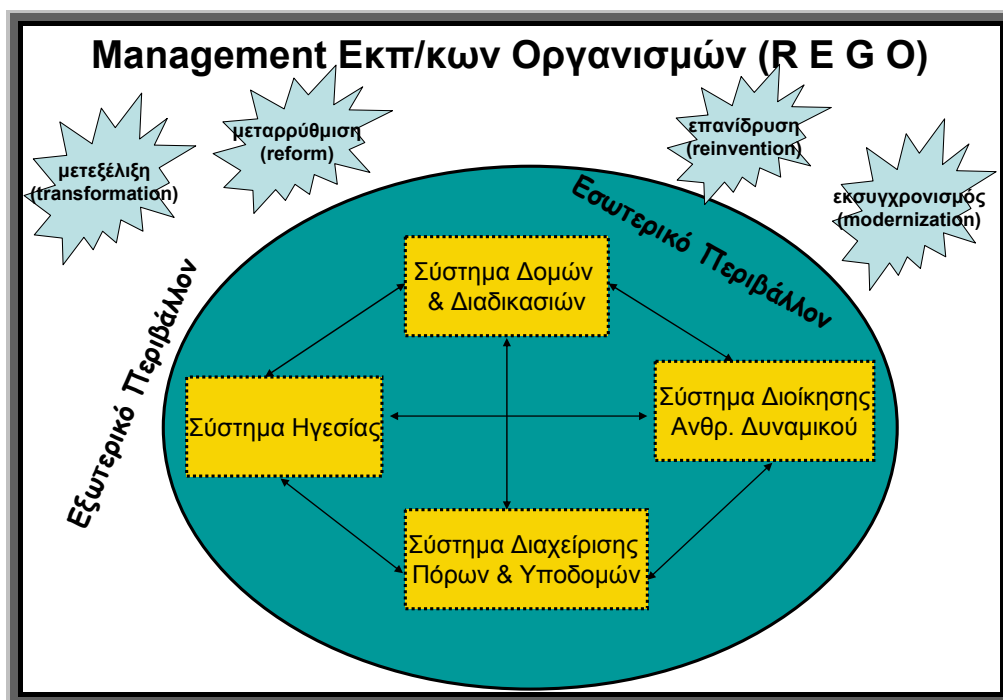 Management Εκπ/κων Οργανισμών (R E G O)
μεταρρύθμιση
(reform)
επανίδρυση
(reinvention)
μετεξέλιξη
(transformation)
εκσυγχρονισμός
(modernization)
Εσωτερικό Περιβάλλον
Εξωτερικό Περιβάλλον
Σύστημα Δομών
& Διαδικασιών
Σύστημα Ηγεσίας
Σύστημα Διοίκησης
Ανθρ. Δυναμικού
Σύστημα Διαχείρισης
Πόρων & Υποδομών